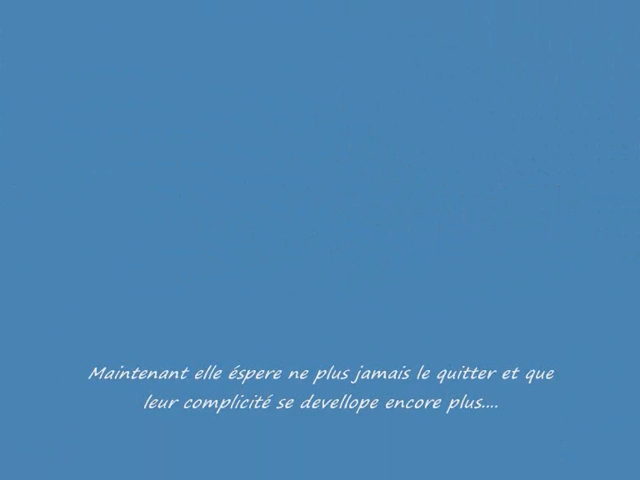 Maintenant elle éspere ne plus jamais le quitter et que
leur complicité se devellope encore plus....